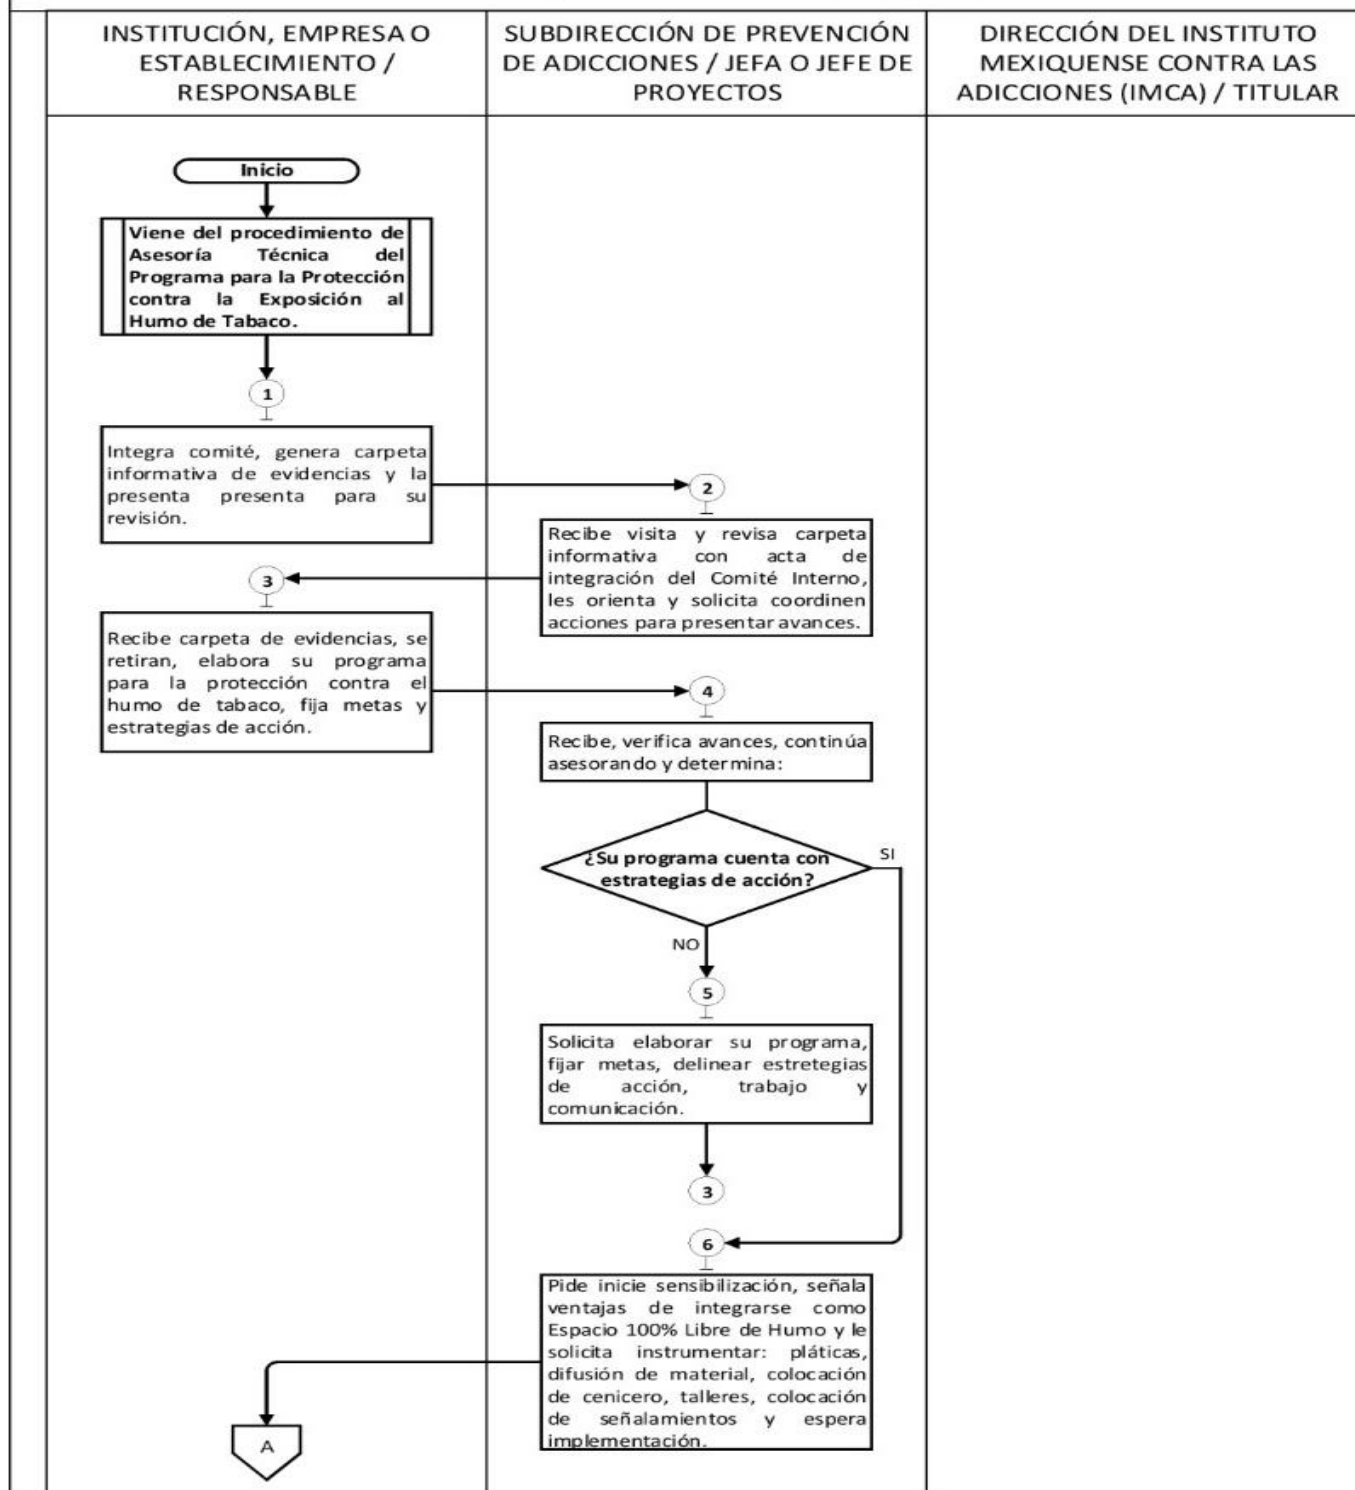 INSTITUCIÓN, EMPRESA O
ESTABLECIMIENTO /
RESPONSABLE
SUBDIRECCIÓN DE PREVENCIÓN
DE ADICCIONES / JEFA O JEFE DE
PROYECTOS
DIRECCIÓN DEL INSTITUTO
MEXIQUENSE CONTRA LAS
ADICCIONES (IMCA) / TITULAR
Inicio
Viene del procedimiento de
Asesoría Técnica del
Programa para la Protección
contra la Exposición al
Humo de Tabaco.
1
Integra comité, genera carpeta
informativa de evidencias y la
presenta presenta para su
revisión.
2
Recibe visita y revisa carpeta
informativa con acta de
integración del Comité Interno,
les orienta y solicita coordinen
acciones para presentar avances.
3
Recibe carpeta de evidencias, se
retiran, elabora su programa
para la protección contra el
humo de tabaco, fija metas y
estrategias de acción.
4
Recibe, verifica avances, continúa
asesorando y determina:
¿Su programa cuenta con
estrategias de acción?
SI
NO
5
Solicita elaborar su programa,
fijar metas, delinear estretegias
de acción, trabajo y
comunicación.
3
6
Pide inicie sensibilización, señala
ventajas de integrarse como
Espacio 100% Libre de Humo y le
solicita instrumentar: pláticas,
difusión de material, colocación
de cenicero, talleres, colocación
de señalamientos y espera
implementación.
A